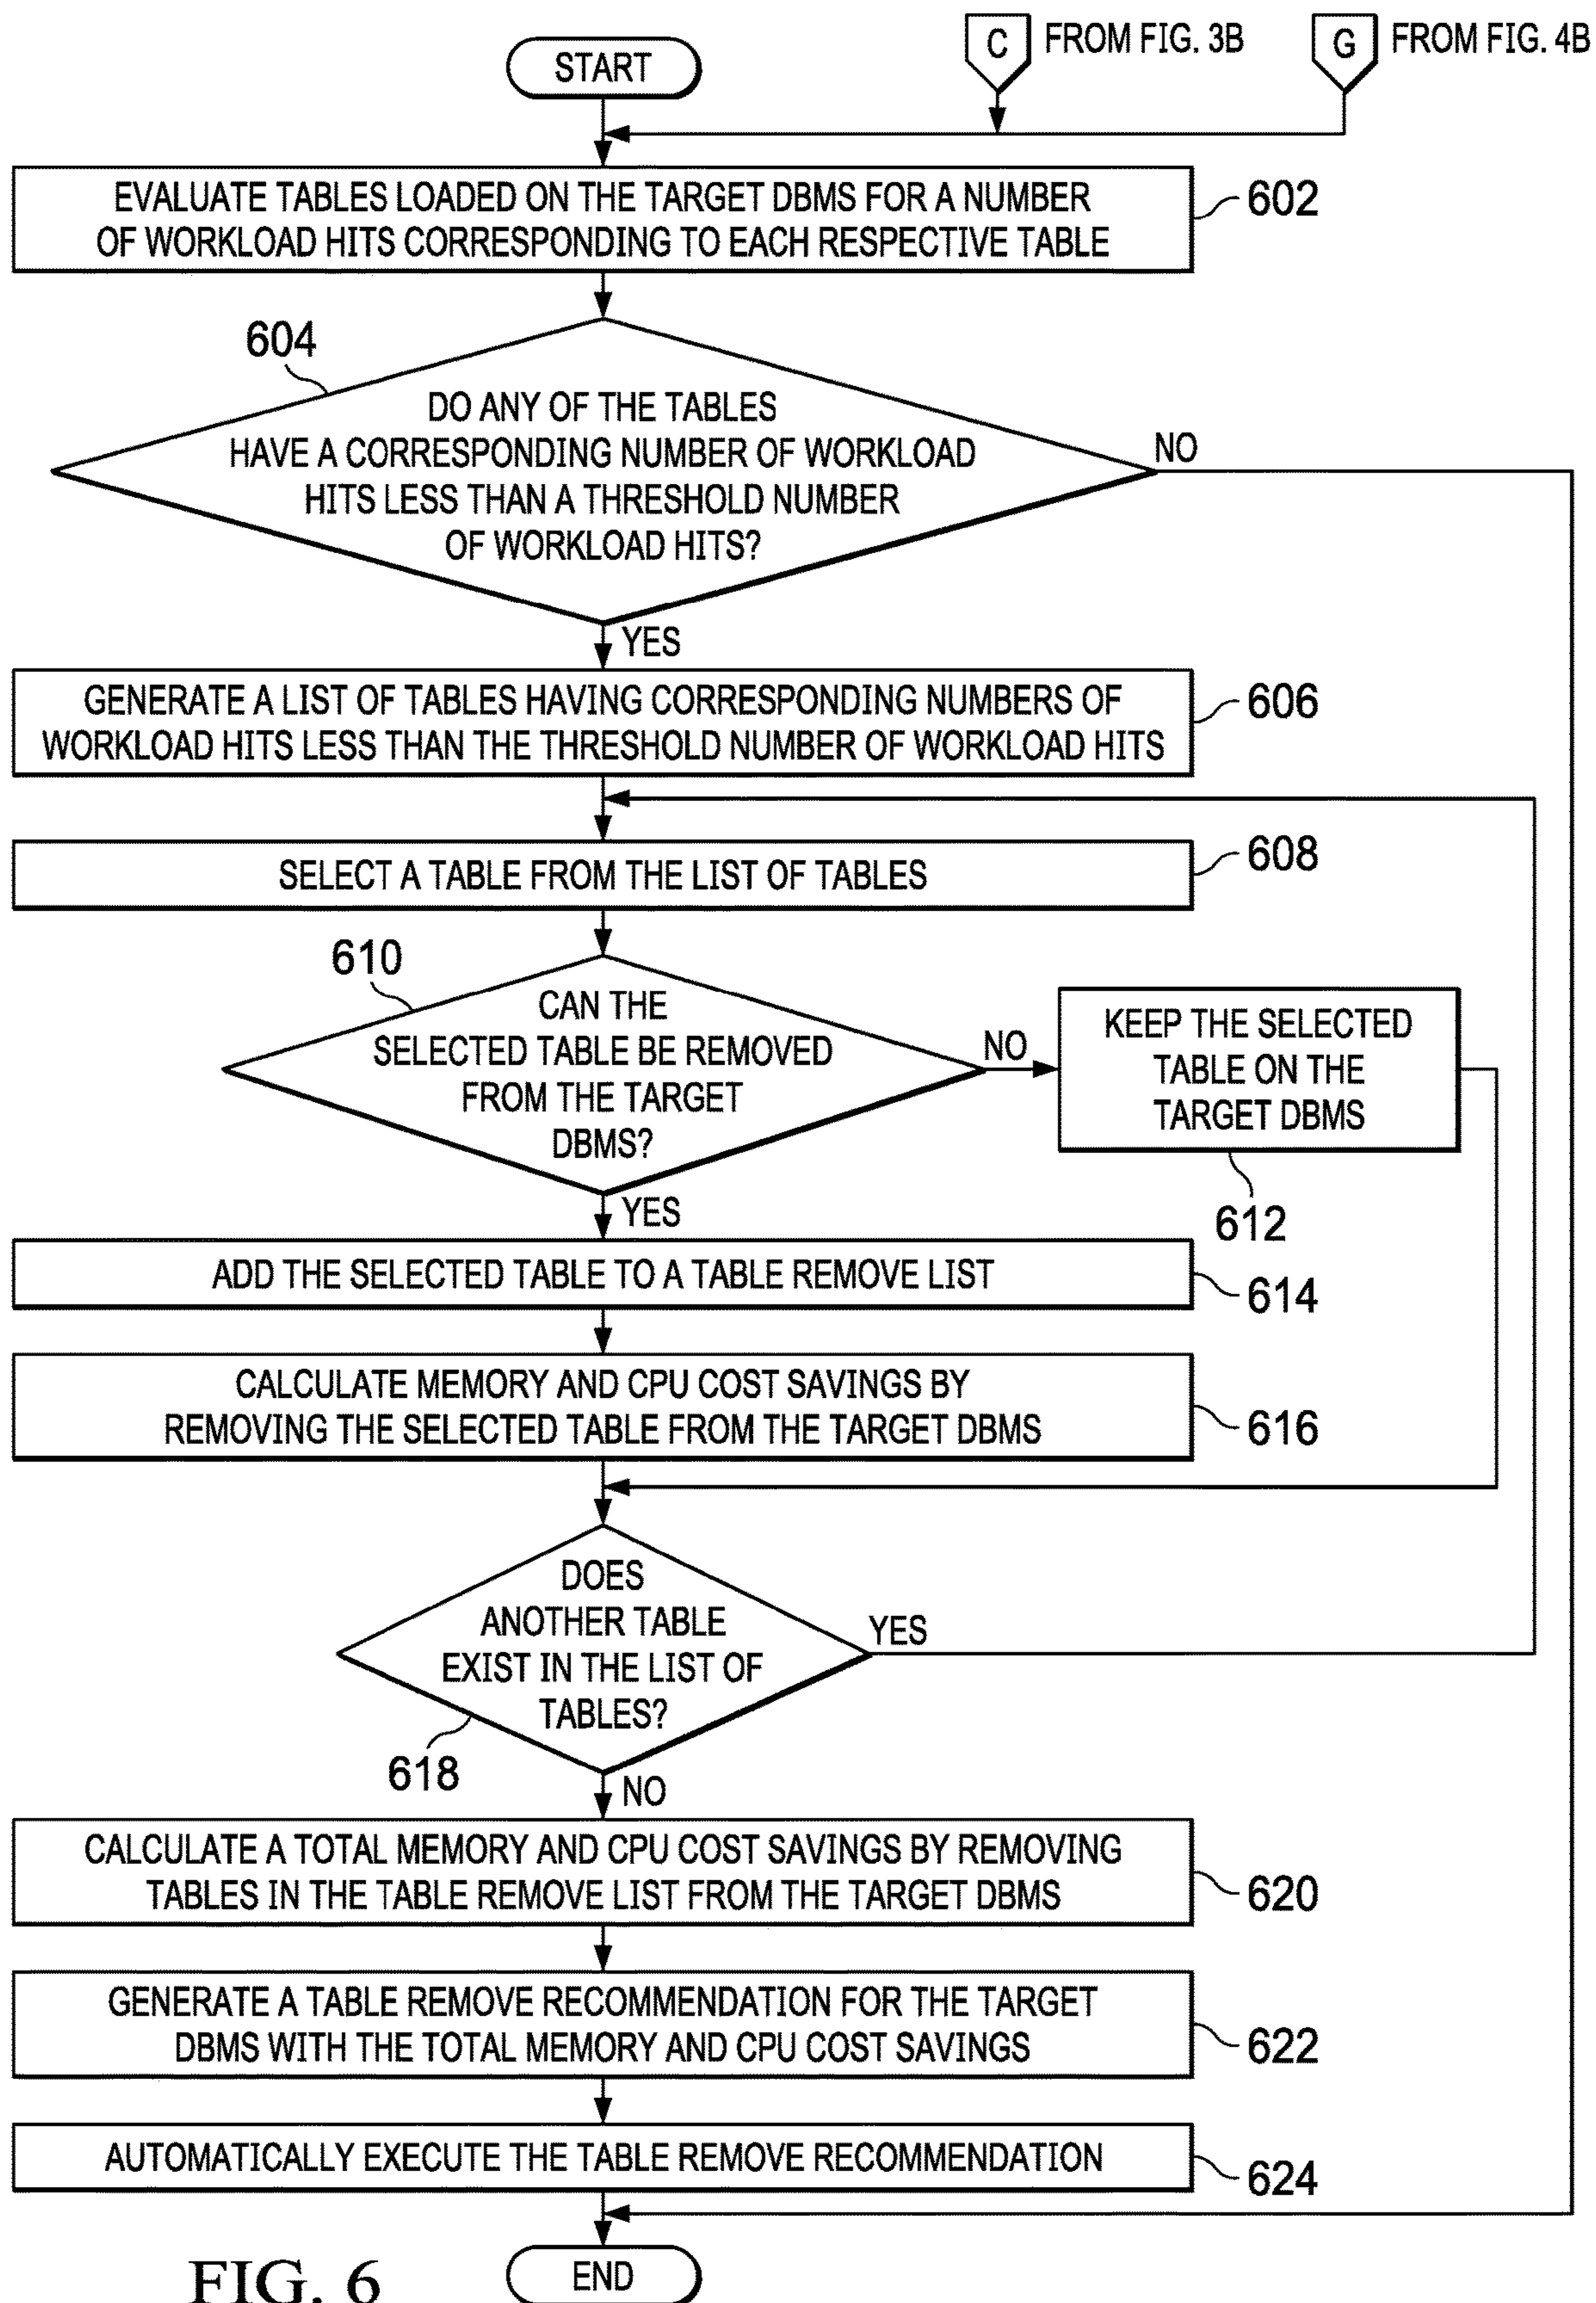 START
C
FROM FIG. 3B
G
FROM FIG. 4B
EVALUATE TABLES LOADED ON THE TARGET DBMS FOR A NUMBER
OF WORKLOAD HITS CORRESPONDING TO EACH RESPECTIVE TABLE
602
604
DO ANY OF THE TABLES
HAVE A CORRESPONDING NUMBER OF WORKLOAD
HITS LESS THAN A THRESHOLD NUMBER
OF WORKLOAD HITS?
NO
YES
GENERATE A LIST OF TABLES HAVING CORRESPONDING NUMBERS OF
WORKLOAD HITS LESS THAN THE THRESHOLD NUMBER OF WORKLOAD HITS
606
SELECT A TABLE FROM THE LIST OF TABLES
608
610
CAN THE
SELECTED TABLE BE REMOVED
FROM THE TARGET
DBMS?
NO
KEEP THE SELECTED
TABLE ON THE
TARGET DBMS
612
YES
ADD THE SELECTED TABLE TO A TABLE REMOVE LIST
614
CALCULATE MEMORY AND CPU COST SAVINGS BY
REMOVING THE SELECTED TABLE FROM THE TARGET DBMS
616
DOES
ANOTHER TABLE
EXIST IN THE LIST OF
TABLES?
YES
618
NO
CALCULATE A TOTAL MEMORY AND CPU COST SAVINGS BY REMOVING
TABLES IN THE TABLE REMOVE LIST FROM THE TARGET DBMS
620
GENERATE A TABLE REMOVE RECOMMENDATION FOR THE TARGET
DBMS WITH THE TOTAL MEMORY AND CPU COST SAVINGS
622
AUTOMATICALLY EXECUTE THE TABLE REMOVE RECOMMENDATION
624
END
FIG. 6